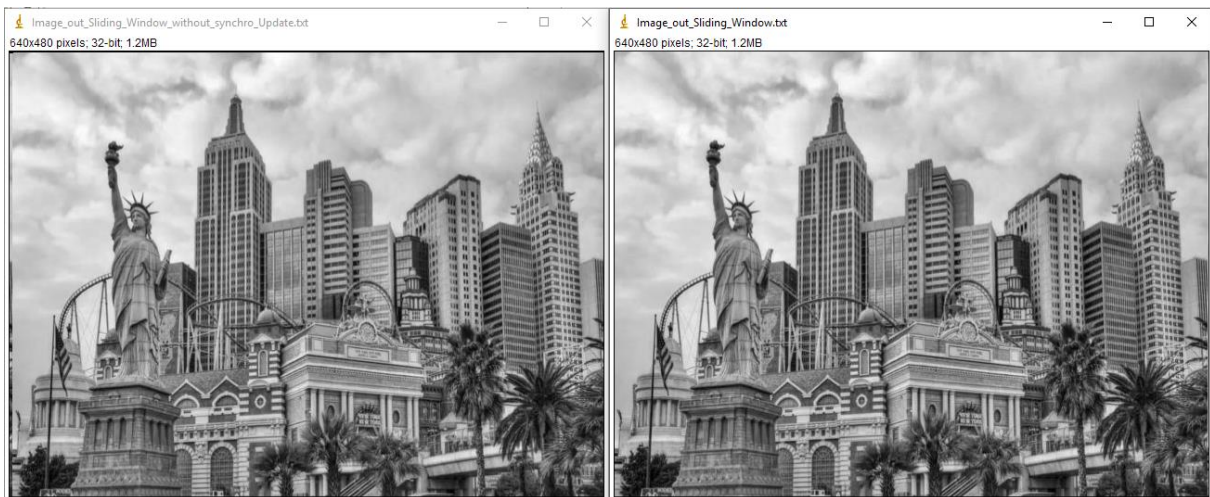 Image_out_Sliding_Window_without_synchro_Update.txt
640x480 pixels; 32-bit; 1.2MB
Image_out_Sliding_Window.txt
640x480 pixels; 32-bit; 1.2MB